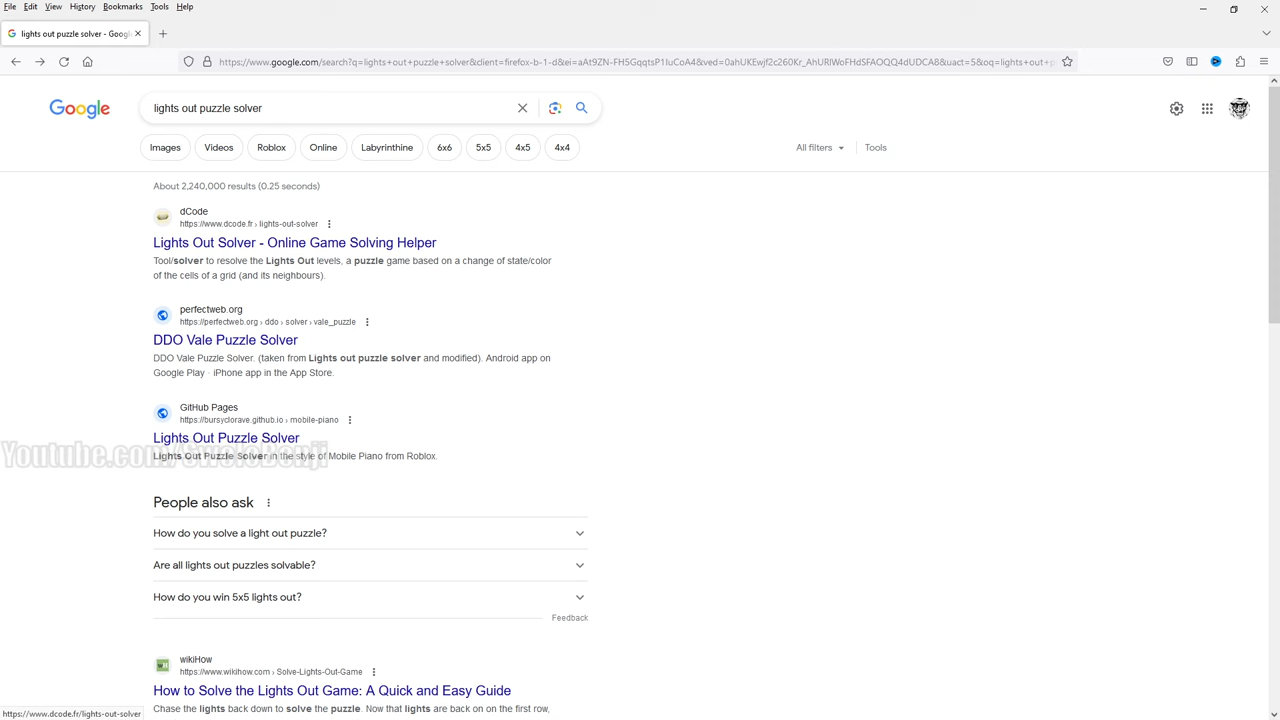 File Edit View History Bookmarks Tools Help
lights out puzzle solver - Goog
https://www.google.com/search?q=lights+out+puzzle+solver&client=firefox-b-1-d&ei=aAt9ZN-FH5GqqtsP1IuCoA4&ved=0ahUKEwjf2c260Kr_AhURlWoFHdSFAOQQ4dUDCA8&uact=5&oq=lights+out+p
Google
lights out puzzle solver
Images Videos Roblox Online Labyrinthine 6x6 5x5 4x5 4x4 All filters Tools
About 2,240,000 results (0.25 seconds)
dCode
https://www.dcode.fr › lights-out-solver
Lights Out Solver - Online Game Solving Helper
Tool/solver to resolve the Lights Out levels, a puzzle game based on a change of state/color
of the cells of a grid (and its neighbours).
perfectweb.org
https://perfectweb.org › ddo › solver › vale_puzzle
DDO Vale Puzzle Solver
DDO Vale Puzzle Solver. (taken from Lights out puzzle solver and modified). Android app on
Google Play · iPhone app in the App Store.
GitHub Pages
https://bursyclorave.github.io › mobile-piano
Lights Out Puzzle Solver
Youtube.com/
Lights Out Puzzle Solver in the style of Mobile Piano from Roblox.
People also ask
How do you solve a light out puzzle?
Are all lights out puzzles solvable?
How do you win 5x5 lights out?
Feedback
wikiHow
https://www.wikihow.com › Solve-Lights-Out-Game
How to Solve the Lights Out Game: A Quick and Easy Guide
Chase the lights back down to solve the puzzle. Now that lights are back on on the first row,
https://www.dcode.fr/lights-out-solver